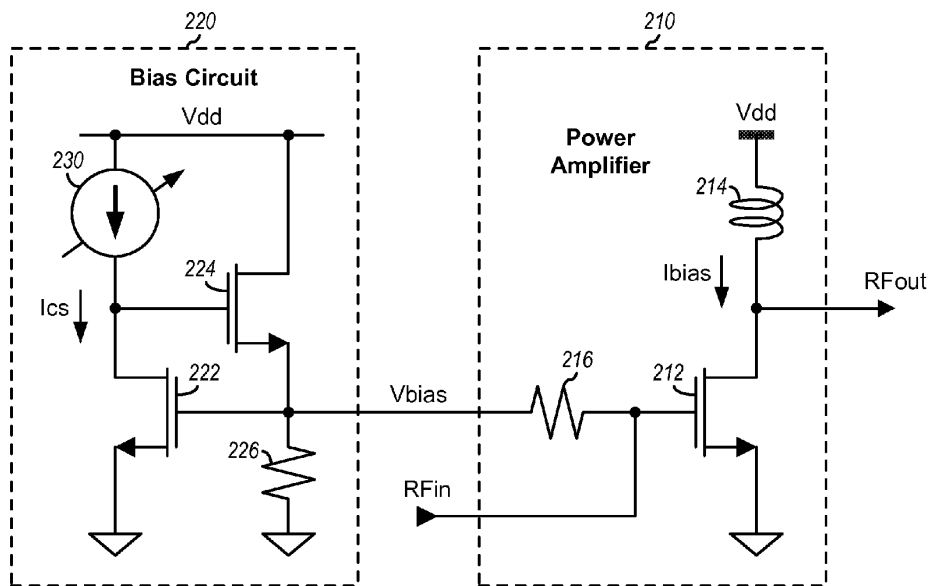 220
210
Bias Circuit
Vdd
Vdd
Power
Amplifier
230
214
224
Ibias
RFout
Ics
222
216
212
Vbias
226
RFin